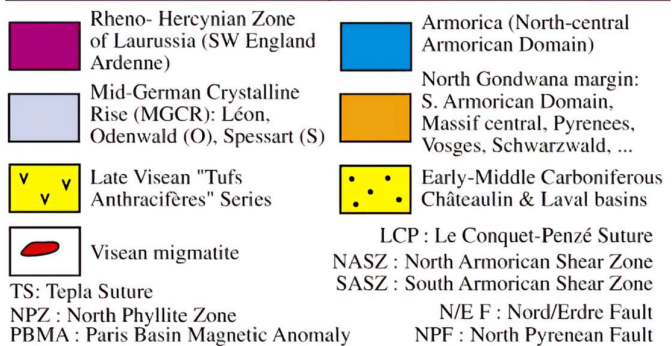 Rheno- Hercynian Zone
of Laurussia (SW England
Ardenne)
Armorica (North-central
Armorican Domain)
Mid-German Crystalline
Rise (MGCR): Léon,
Odenwald (O), Spessart (S)
North Gondwana margin:
S. Armorican Domain,
Massif central, Pyrenees,
Vosges, Schwarzwald, ...
Late Visean "Tufs
Anthracifères" Series
Early-Middle Carboniferous
Châteaulin & Laval basins
Visean migmatite
LCP : Le Conquet-Penzé Suture
NASZ : North Armorican Shear Zone
SASZ : South Armorican Shear Zone
TS: Tepla Suture
NPZ : North Phyllite Zone
PBMA : Paris Basin Magnetic Anomaly
N/E F : Nord/Erdre Fault
NPF : North Pyrenean Fault